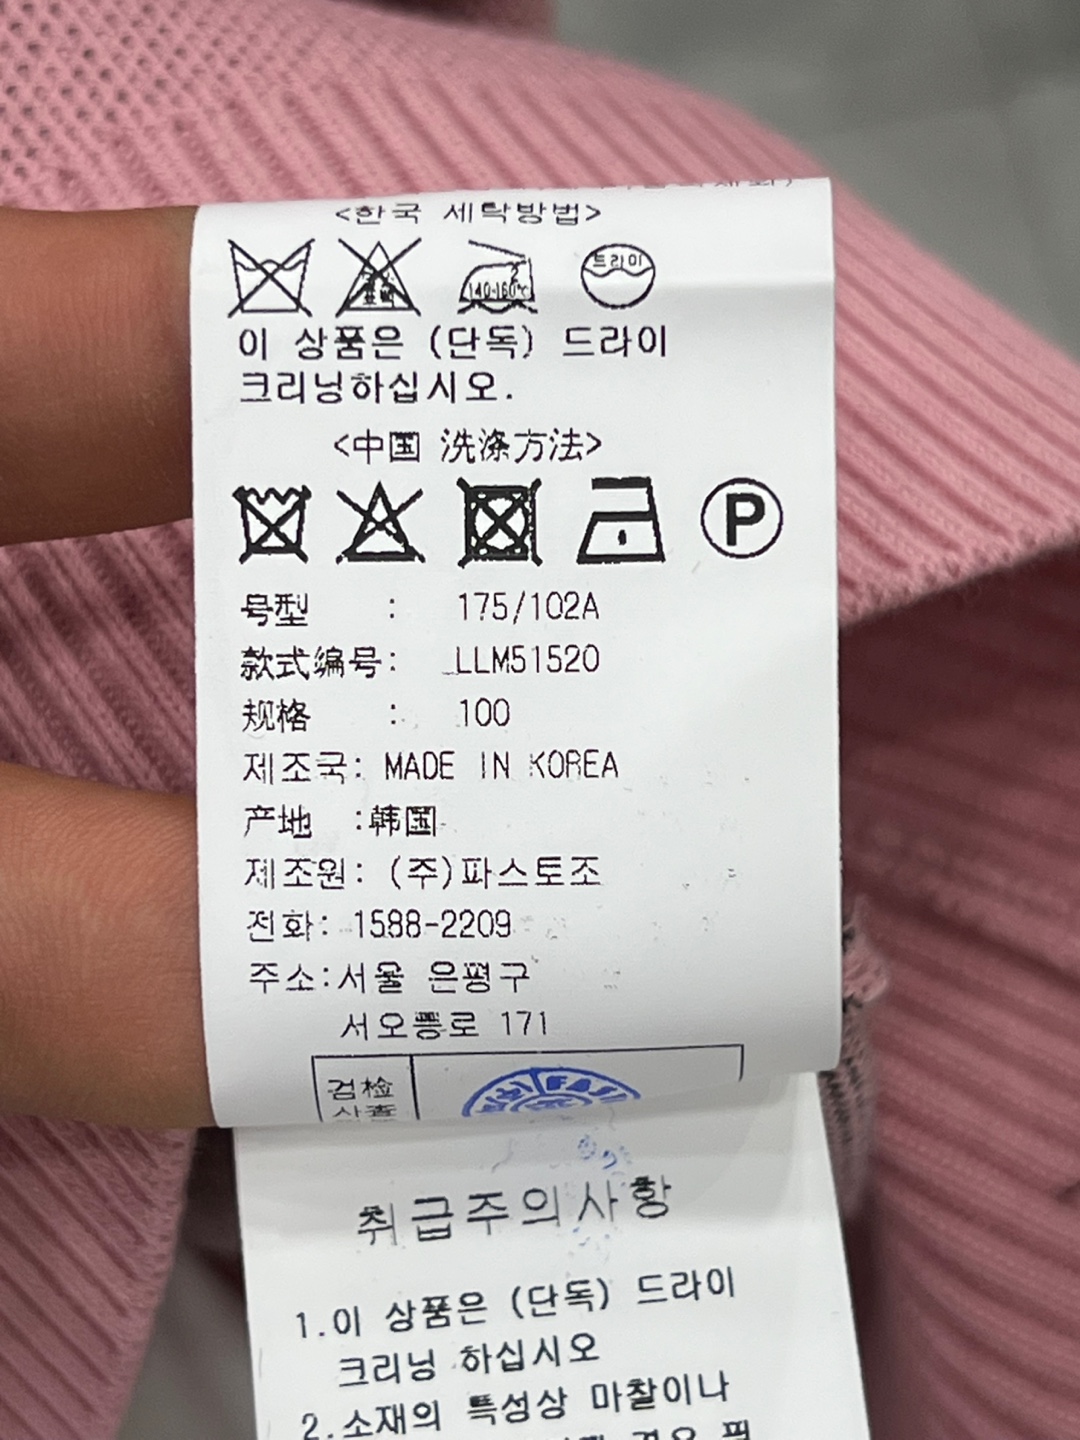 <한국 세탁방법>
표백
2
140-160℃
드라이
이 상품은 (단독) 드라이
크리닝하십시오.
<中国 洗涤方法>
P
号型 : 175/102A
款式编号: LLM51520
规格 : 100
제조국: MADE IN KOREA
产地 :韩国
제조원: (주)파스토조
전화: 1588-2209
주소:서울 은평구
서오릉로 171
검检
취급주의사항
1.이 상품은 (단독) 드라이
크리닝 하십시오
2.소재의 특성상 마찰이나